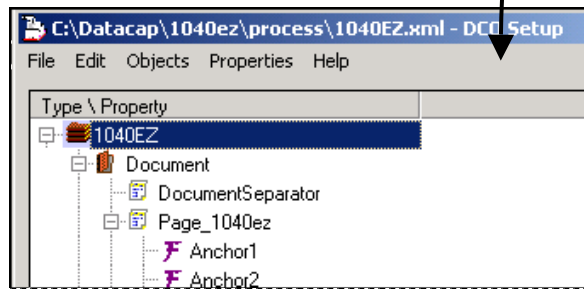 C:\Datacap\1040ez\process\1040EZ.xml - DCO Setup
File Edit Objects Properties Help
Type \ Property
1040EZ
Document
DocumentSeparator
Page_1040ez
Anchor1
Anchor2